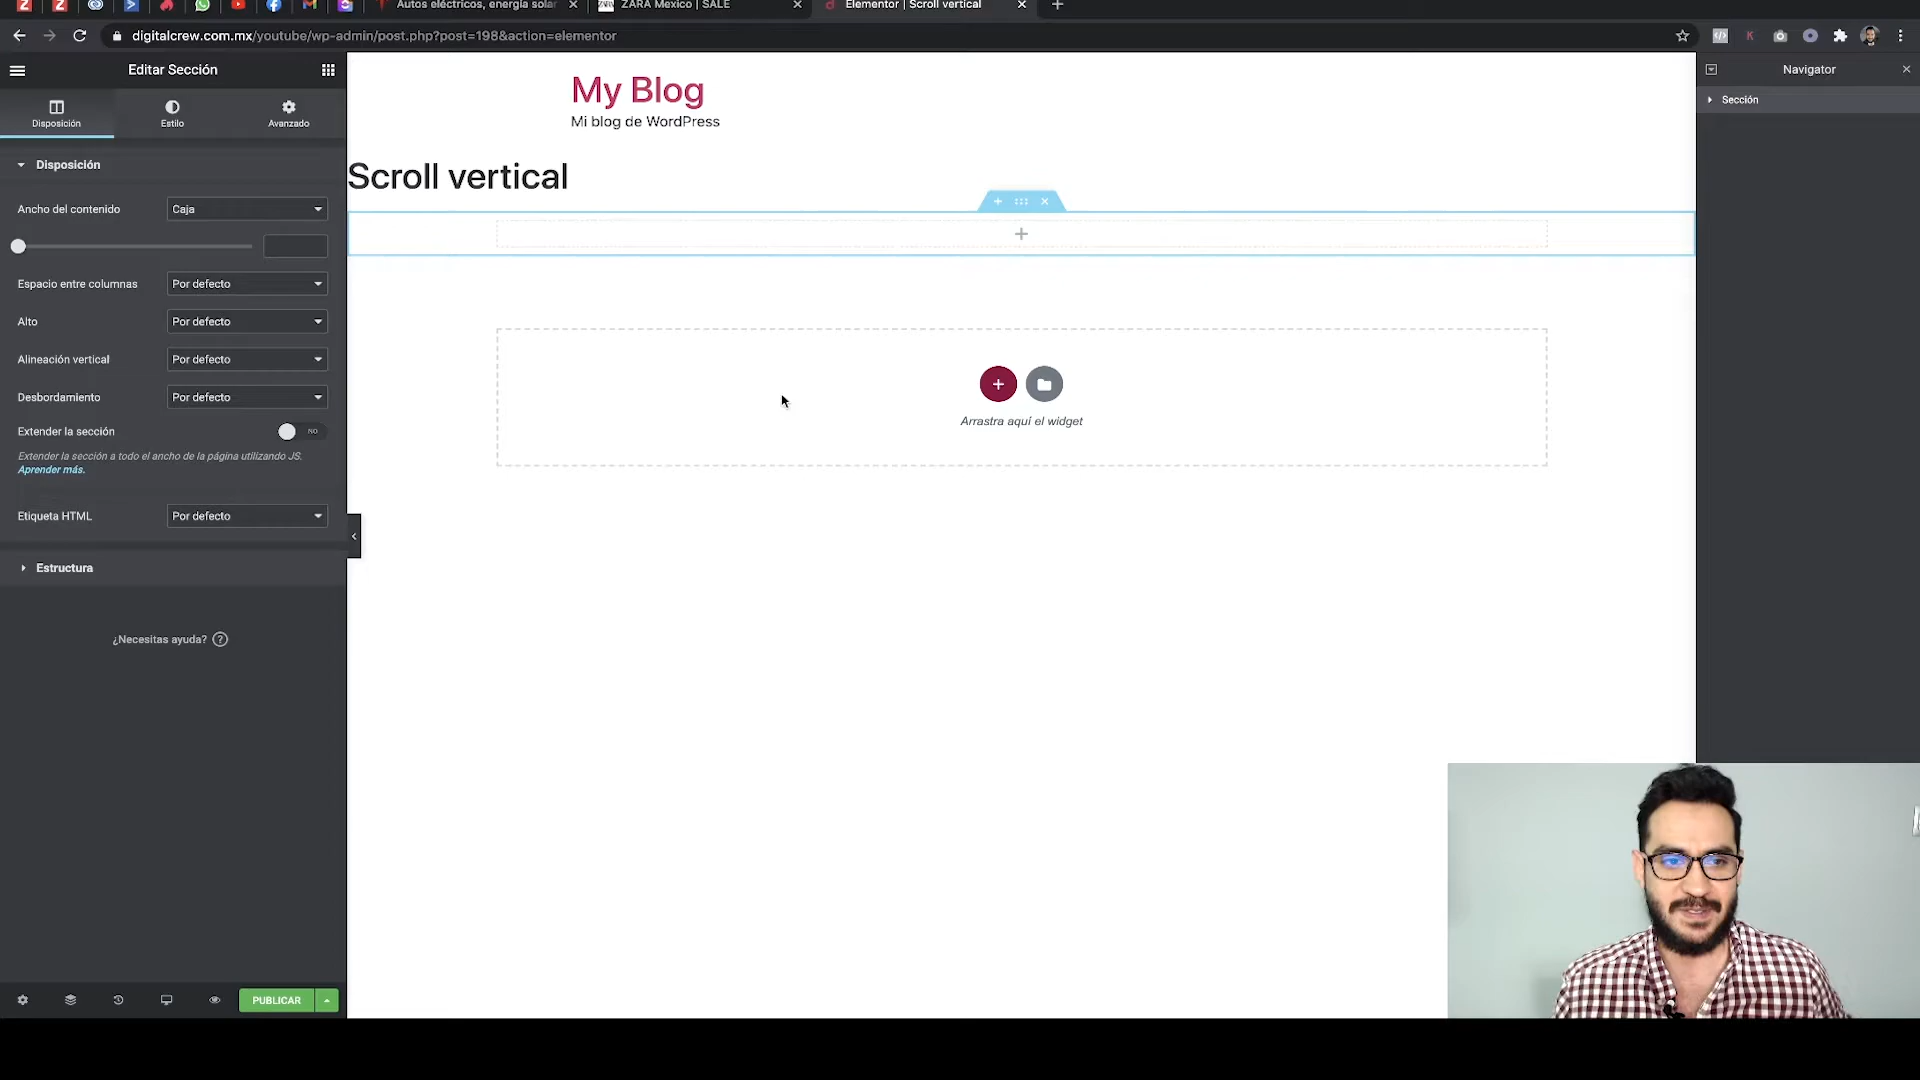 Autos eléctricos, energía solar
ZARA Mexico | SALE
Elementor | Scroll vertical
digitalcrew.com.mx/youtube/wp-admin/post.php?post=198&action=elementor
Editar Sección
Disposición
Estilo
Avanzado
Disposición
Ancho del contenido
Caja
Espacio entre columnas
Por defecto
Alto
Por defecto
Alineación vertical
Por defecto
Desbordamiento
Por defecto
Extender la sección
NO
Extender la sección a todo el ancho de la página utilizando JS.
Aprender más.
Etiqueta HTML
Por defecto
Estructura
¿Necesitas ayuda?
PUBLICAR
My Blog
Mi blog de WordPress
Scroll vertical
Arrastra aquí el widget
Navigator
Sección